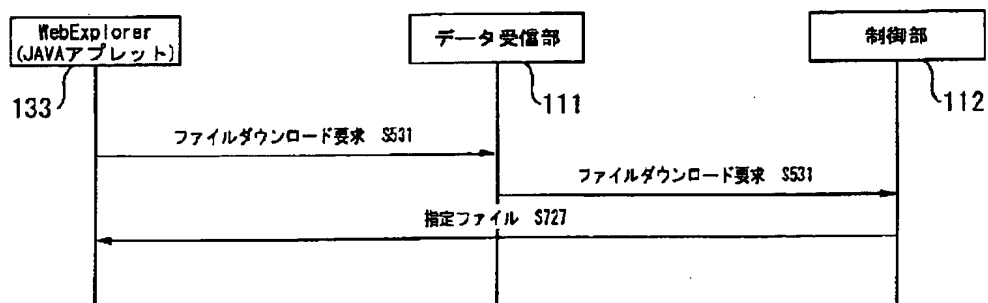 WebExplorer
(JAVAアプレット)
データ受信部
制御部
133
111
112
ファイルダウンロード要求 S531
ファイルダウンロード要求 S531
指定ファイル S727